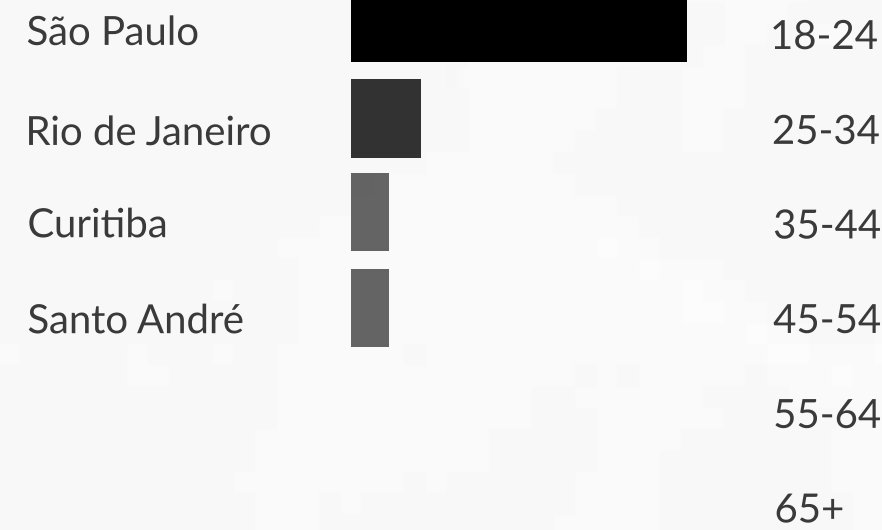 São Paulo
Rio de Janeiro
Curitiba
Santo André
18-24
25-34
35-44
45-54
55-64
65+